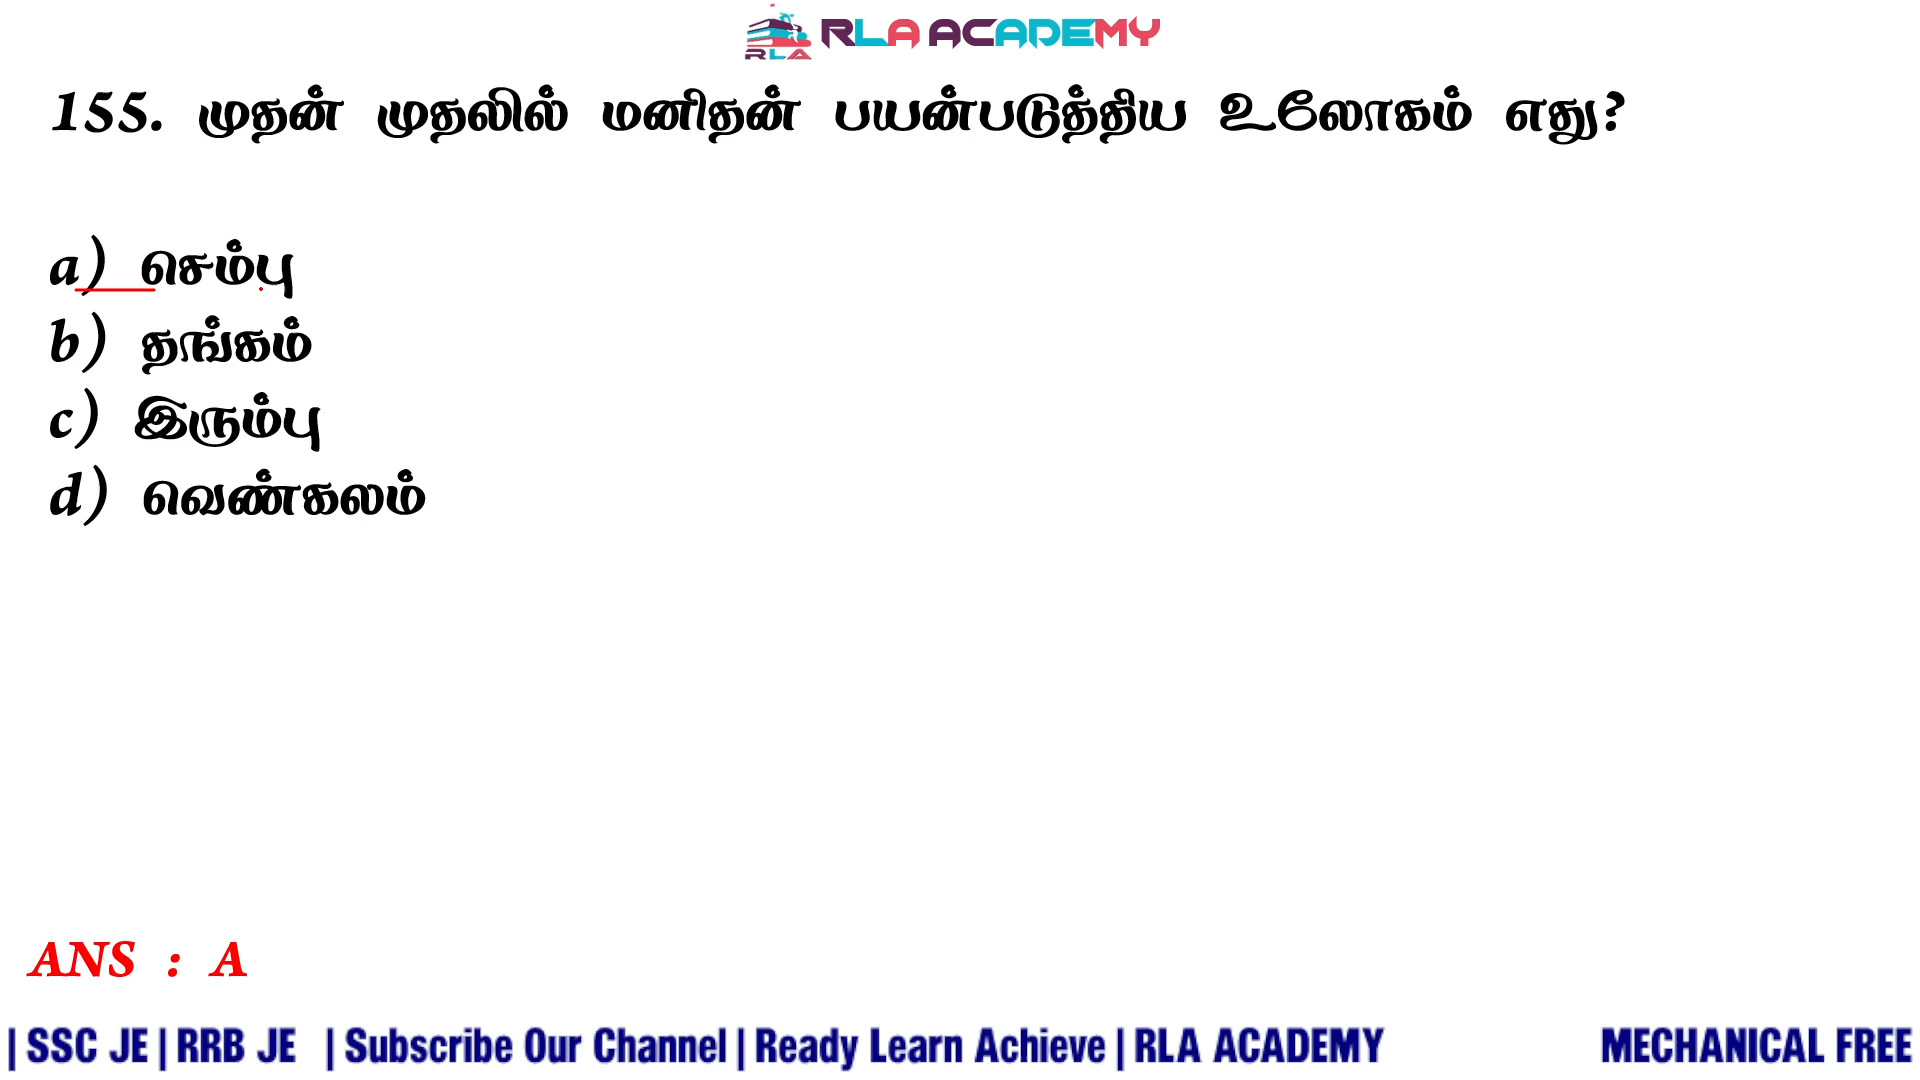 RLA ACADEMY
RLA
155. முதன் முதலில் மனிதன் பயன்படுத்திய உலோகம் எது?
a) செம்பு
b) தங்கம்
c) இரும்பு
d) வெண்கலம்
ANS : A
| SSC JE | RRB JE | Subscribe Our Channel | Ready Learn Achieve | RLA ACADEMY MECHANICAL FREE